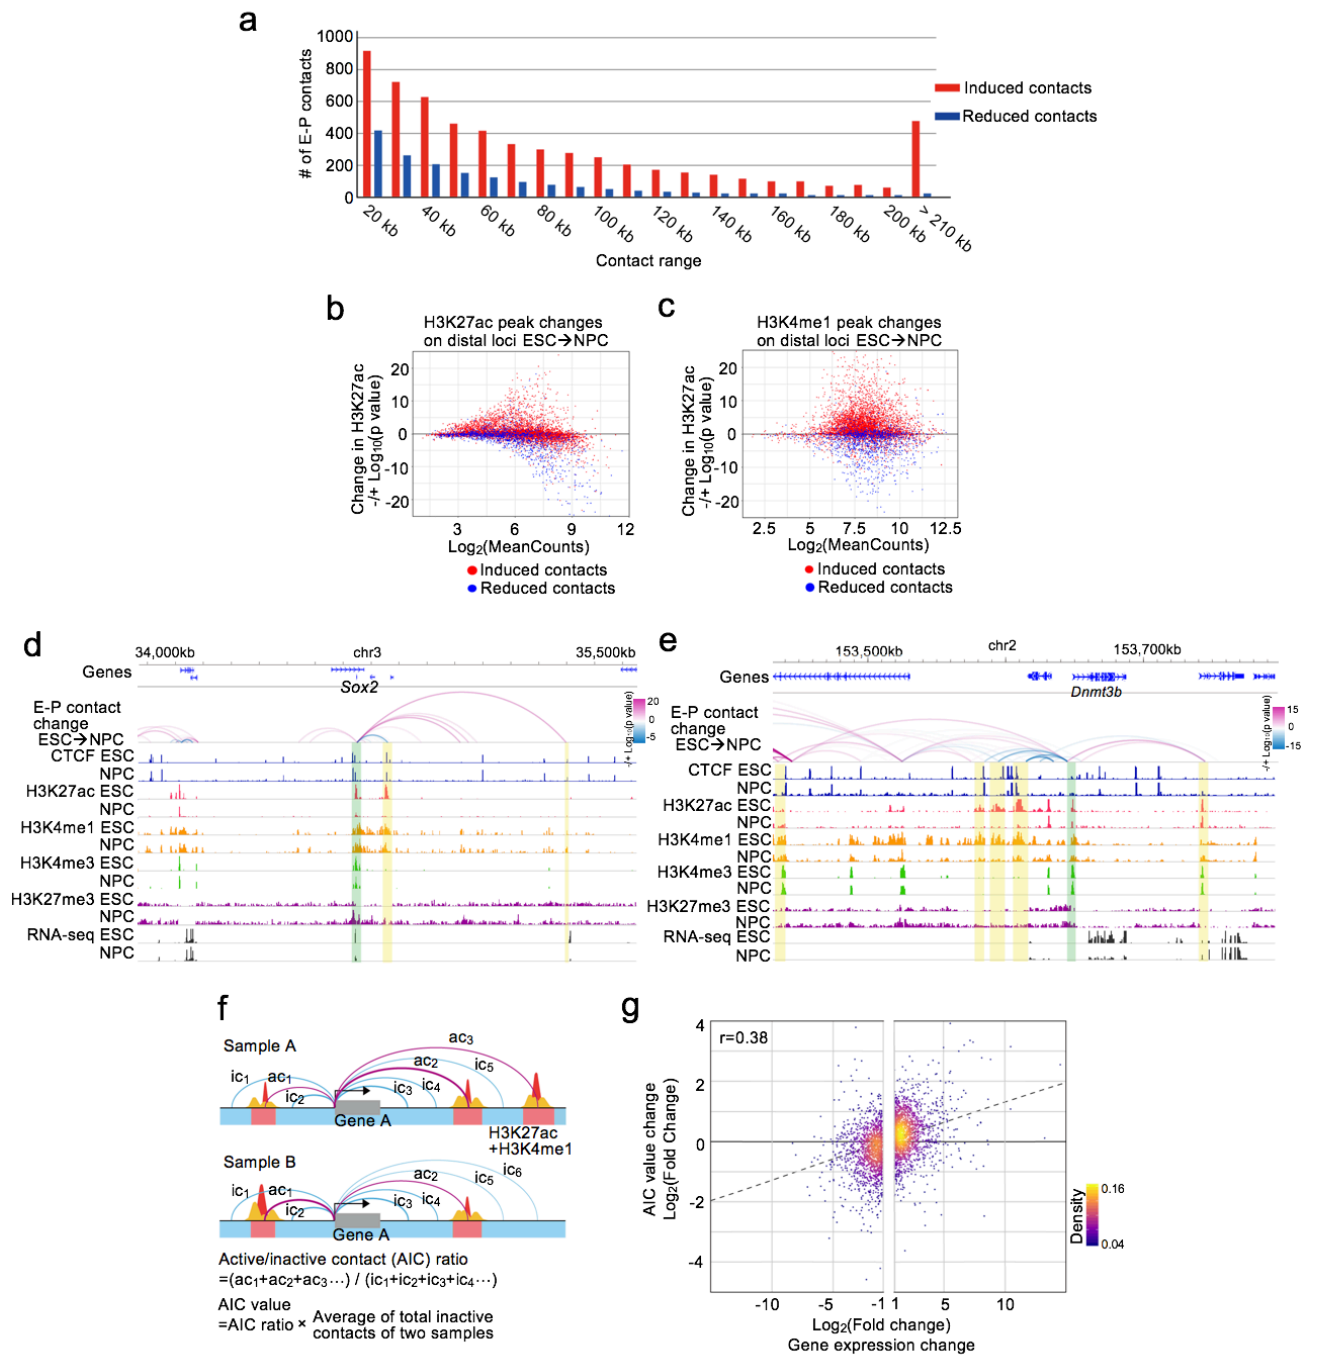 a
1000
800
600
400
200
0
# of E-P contacts
20 kb
40 kb
60 kb
80 kb
100 kb
120 kb
140 kb
160 kb
180 kb
200 kb
> 210 kb
Contact range
Induced contacts
Reduced contacts
b
H3K27ac peak changes
on distal loci ESC→NPC
Change in H3K27ac
-/+ Log10(p value)
20
10
0
-10
-20
3 6 9 12
Log2(MeanCounts)
Induced contacts
Reduced contacts
c
H3K4me1 peak changes
on distal loci ESC→NPC
Change in H3K27ac
-/+ Log10(p value)
20
10
0
-10
-20
2.5 5 7.5 10 12.5
Log2(MeanCounts)
Induced contacts
Reduced contacts
d
34,000kb chr3 35,500kb
Genes
Sox2
E-P contact
change
ESC→NPC
20
0
-5
-/+ Log10(p value)
CTCF ESC
NPC
H3K27ac ESC
NPC
H3K4me1 ESC
NPC
H3K4me3 ESC
NPC
H3K27me3 ESC
NPC
RNA-seq ESC
NPC
e
chr2
153,500kb 153,700kb
Genes
Dnmt3b
E-P contact
change
ESC→NPC
15
0
-15
-/+ Log10(p value)
CTCF ESC
NPC
H3K27ac ESC
NPC
H3K4me1 ESC
NPC
H3K4me3 ESC
NPC
H3K27me3 ESC
NPC
RNA-seq ESC
NPC
f
Sample A
ic1 ac1 ic2 ac2 ac3 ic3 ic4 ic5
Gene A
H3K27ac
+H3K4me1
Sample B
ic1 ac1 ic2 ac2 ic3 ic4 ic5 ic6
Gene A
Active/inactive contact (AIC) ratio
=(ac1+ac2+ac3···) / (ic1+ic2+ic3+ic4···)
AIC value
=AIC ratio × Average of total inactive
contacts of two samples
g
r=0.38
AIC value change
Log2(Fold Change)
4
2
0
-2
-4
-10 -5 -1 1 5 10
Log2(Fold change)
Gene expression change
Density
0.16
0.04